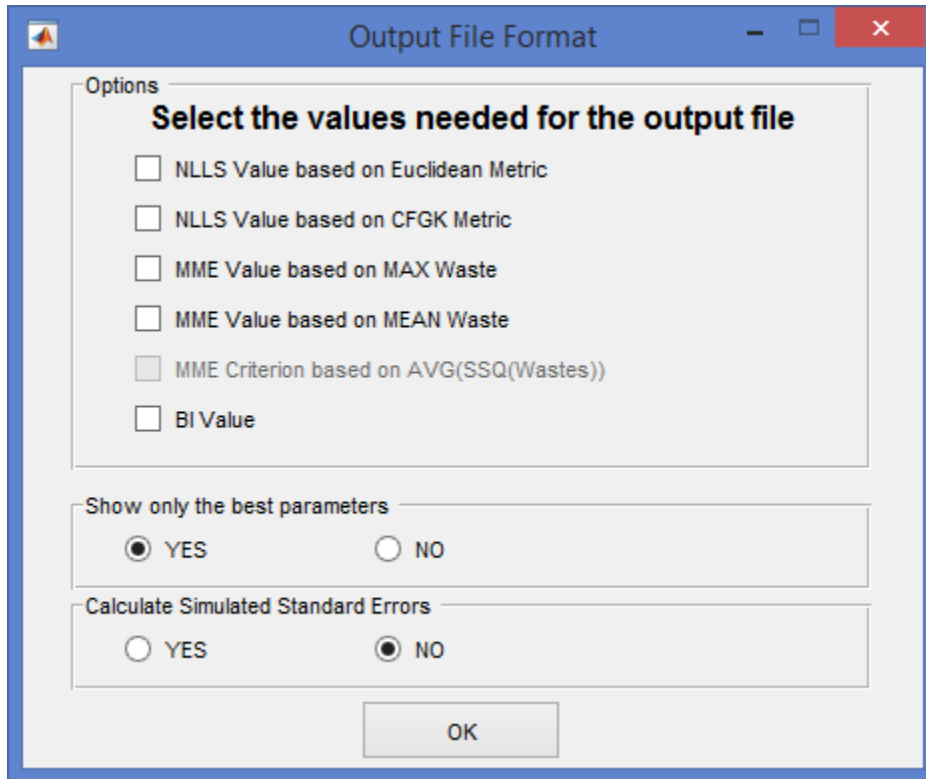 Output File Format
Options
Select the values needed for the output file
NLLS Value based on Euclidean Metric
NLLS Value based on CFGK Metric
MME Value based on MAX Waste
MME Value based on MEAN Waste
MME Criterion based on AVG(SSQ(Wastes))
BI Value
Show only the best parameters
YES NO
Calculate Simulated Standard Errors
YES NO
OK